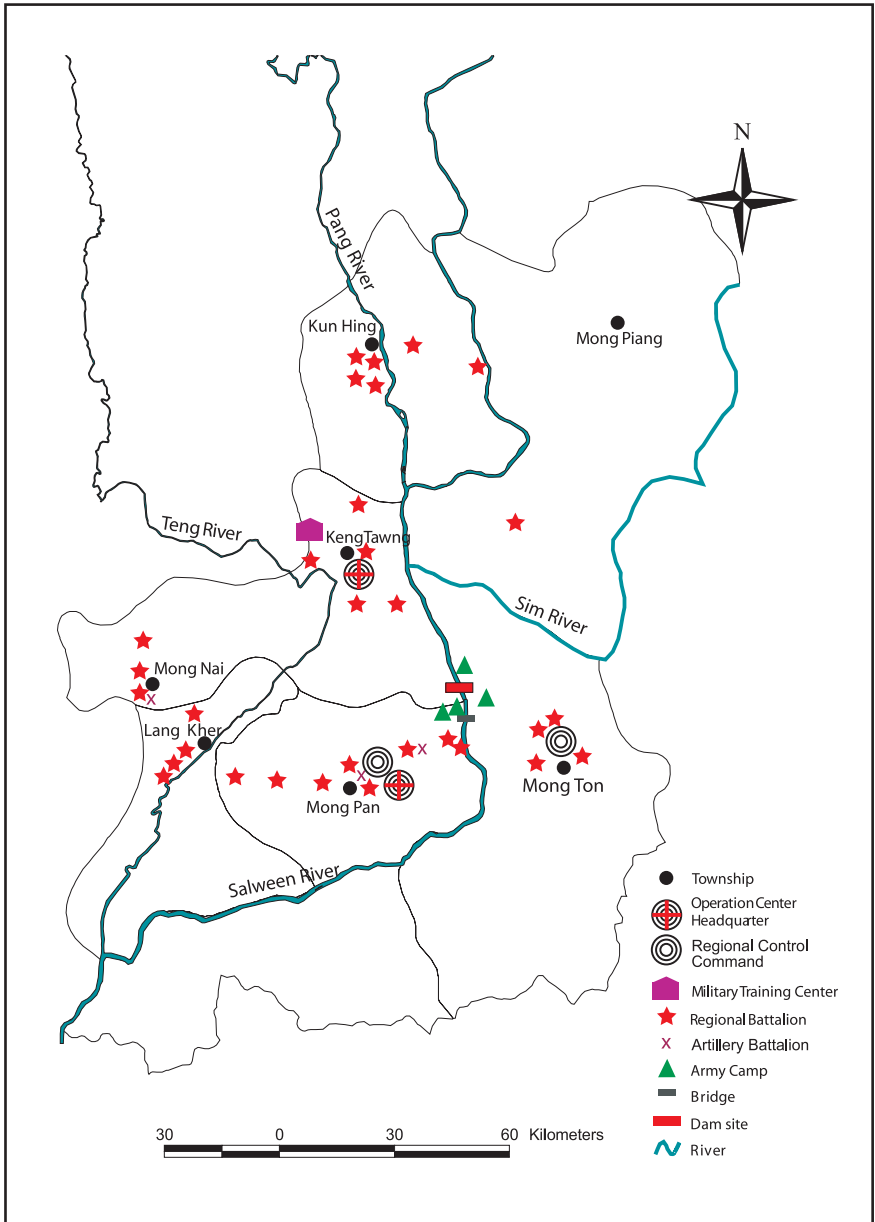 N
Pang River
Kun Hing
Mong Piang
Teng River
KengTawng
Sim River
Mong Nai
Lang Kher
Mong Ton
Mong Pan
Salween River
Township
Operation Center
Headquarter
Regional Control
Command
Military Training Center
Regional Battalion
x Artillery Battalion
Army Camp
Bridge
Dam site
River
30 0 30 60 Kilometers